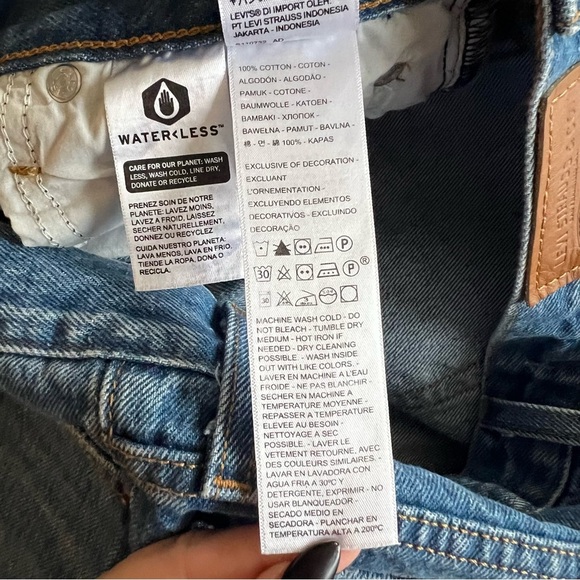 LEVI'S® DI IMPORT OLEH:
PT LEVI STRAUSS INDONESIA
JAKARTA - INDONESIA
100% COTTON - COTON -
ALGODÓN - ALGODÃO -
PAMUK - COTONE -
BAUMWOLLE - KATOEN -
BAMBAKI - ХЛОПОК -
BAWEŁNA - PAMUT - BAVLNA -
棉 - 면 - 綿 100% - KAPAS
EXCLUSIVE OF DECORATION -
EXCLUANT
L'ORNEMENTATION -
EXCLUYENDO ELEMENTOS
DECORATIVOS - EXCLUINDO
DECORAÇÃO
P
30 P ®
30
MACHINE WASH COLD - DO
NOT BLEACH - TUMBLE DRY
MEDIUM - HOT IRON IF
NEEDED - DRY CLEANING
POSSIBLE. - WASH INSIDE
OUT WITH LIKE COLORS. -
LAVER EN MACHINE A L'EAU
FROIDE - NE PAS BLANCHIR -
SECHER EN MACHINE A
TEMPERATURE MOYENNE -
REPASSER A TEMPERATURE
ELEVEE AU BESOIN -
NETTOYAGE A SEC
POSSIBLE. - LAVER LE
VETEMENT RETOURNE, AVEC
DES COULEURS SIMILAIRES. -
LAVAR EN LAVADORA CON
AGUA FRIA A 30ºC Y
DETERGENTE, EXPRIMIR - NO
USAR BLANQUEADOR -
SECADO MEDIO EN
SECADORA - PLANCHAR EN
TEMPERATURA ALTA A 200ºC
WATER<LESS™
CARE FOR OUR PLANET: WASH
LESS, WASH COLD, LINE DRY,
DONATE OR RECYCLE
PRENEZ SOIN DE NOTRE
PLANETE: LAVEZ MOINS,
LAVEZ A FROID, LAISSEZ
SECHER NATURELLEMENT,
DONNEZ OU RECYCLEZ
CUIDA NUESTRO PLANETA:
LAVA MENOS, LAVA EN FRIO,
TIENDE LA ROPA, DONA O
RECICLA.